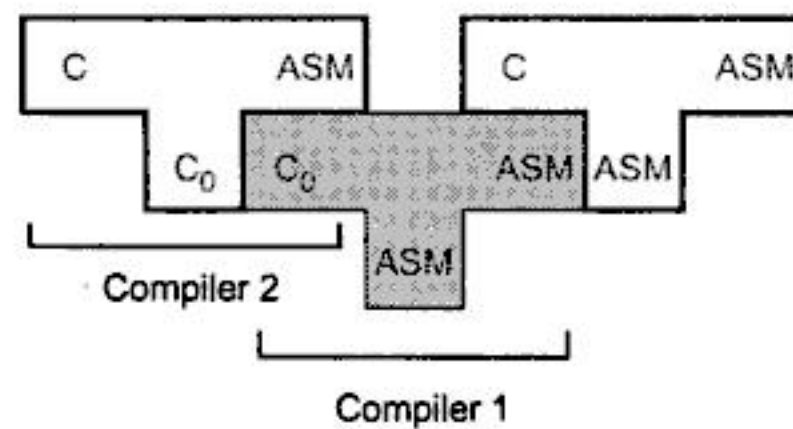 C ASM C ASM
C₀ C₀ ASM ASM
ASM
Compiler 2
Compiler 1